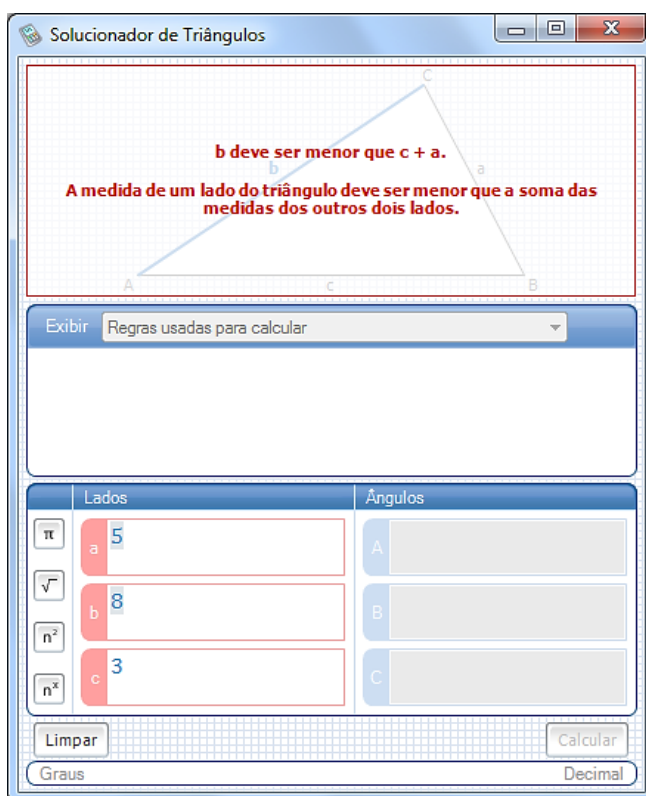 Solucionador de Triângulos
C
b deve ser menor que c + a.
b
a
A medida de um lado do triângulo deve ser menor que a soma das
medidas dos outros dois lados.
A
c
B
Exibir
Regras usadas para calcular
Lados
Ângulos
π
a
5
A
√
b
8
B
n²
c
3
C
nˣ
Limpar
Calcular
Graus
Decimal